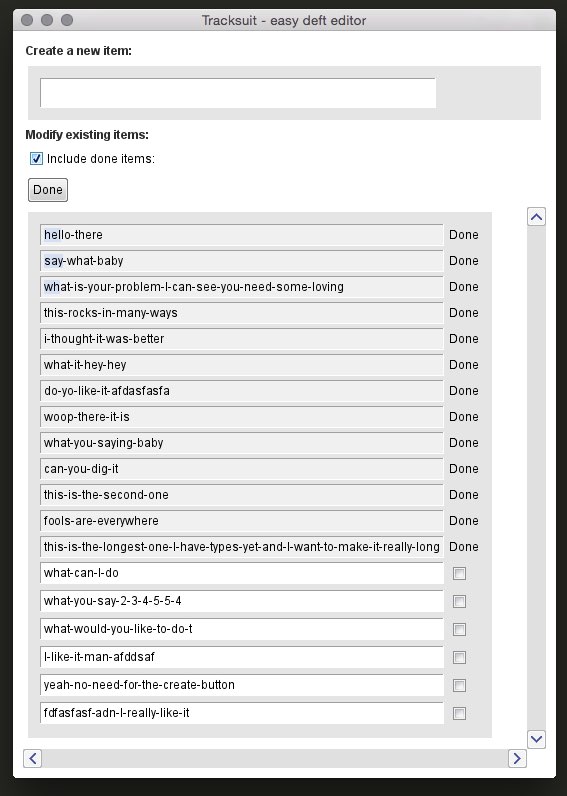 Tracksuit - easy deft editor
Create a new item:
Modify existing items:
Include done items:
Done
hello-there Done
say-what-baby Done
what-is-your-problem-I-can-see-you-need-some-loving Done
this-rocks-in-many-ways Done
i-thought-it-was-better Done
what-it-hey-hey Done
do-yo-like-it-afdasfasfa Done
woop-there-it-is Done
what-you-saying-baby Done
can-you-dig-it Done
this-is-the-second-one Done
fools-are-everywhere Done
this-is-the-longest-one-I-have-types-yet-and-I-want-to-make-it-really-long Done
what-can-I-do
what-you-say-2-3-4-5-5-4
what-would-you-like-to-do-t
I-like-it-man-afddsaf
yeah-no-need-for-the-create-button
fdfasfasf-adn-I-really-like-it